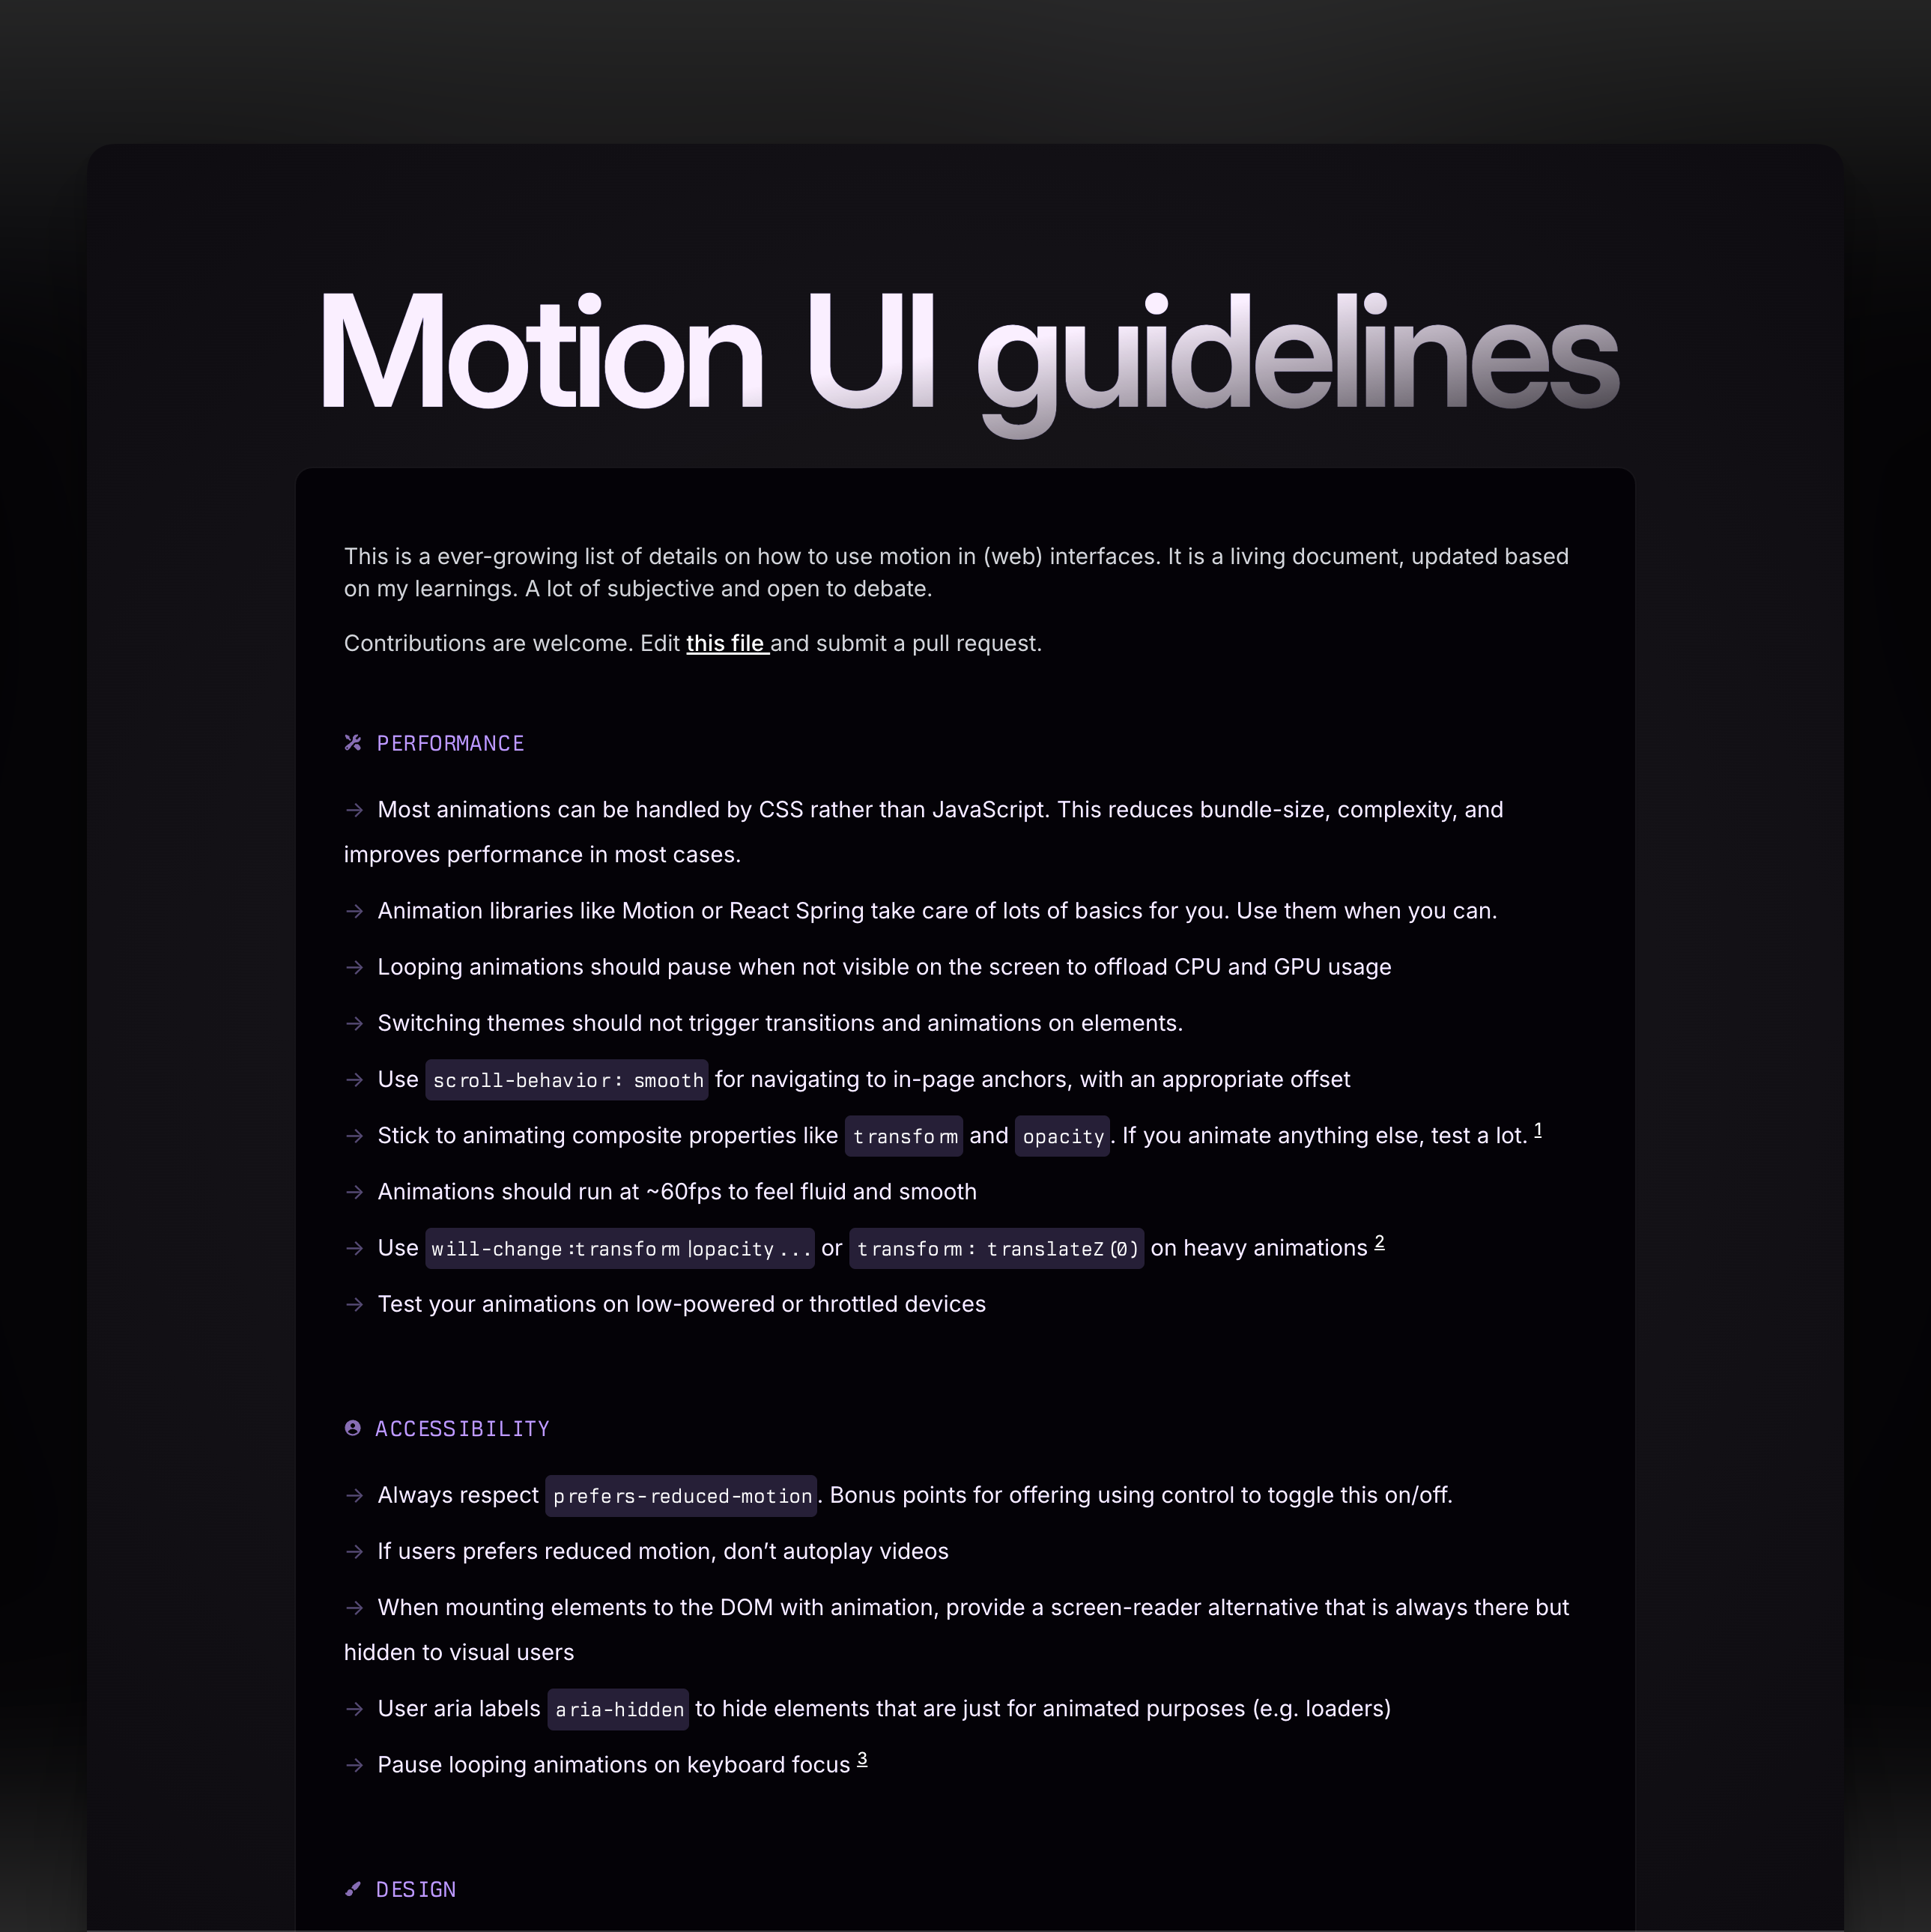 Motion UI guidelines
This is a ever-growing list of details on how to use motion in (web) interfaces. It is a living document, updated based
on my learnings. A lot of subjective and open to debate.
Contributions are welcome. Edit this file and submit a pull request.
PERFORMANCE
→ Most animations can be handled by CSS rather than JavaScript. This reduces bundle-size, complexity, and
improves performance in most cases.
→ Animation libraries like Motion or React Spring take care of lots of basics for you. Use them when you can.
→ Looping animations should pause when not visible on the screen to offload CPU and GPU usage
→ Switching themes should not trigger transitions and animations on elements.
→ Use scroll-behavior: smooth for navigating to in-page anchors, with an appropriate offset
→ Stick to animating composite properties like transform and opacity. If you animate anything else, test a lot. 1
→ Animations should run at ~60fps to feel fluid and smooth
→ Use will-change:transform|opacity... or transform: translateZ(0) on heavy animations 2
→ Test your animations on low-powered or throttled devices
ACCESSIBILITY
→ Always respect prefers-reduced-motion. Bonus points for offering using control to toggle this on/off.
→ If users prefers reduced motion, don’t autoplay videos
→ When mounting elements to the DOM with animation, provide a screen-reader alternative that is always there but
hidden to visual users
→ User aria labels aria-hidden to hide elements that are just for animated purposes (e.g. loaders)
→ Pause looping animations on keyboard focus 3
DESIGN